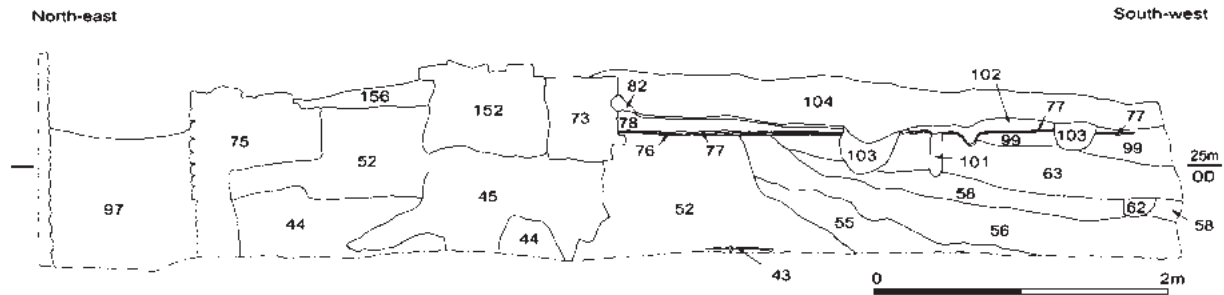 North-east South-west
102
82 77
156 104 77
152 73
78 103
75 99 99
76 77 103 101 25m
52 63 OD
45 58
97 52 62
44 55 58
44 56
43 0 2m